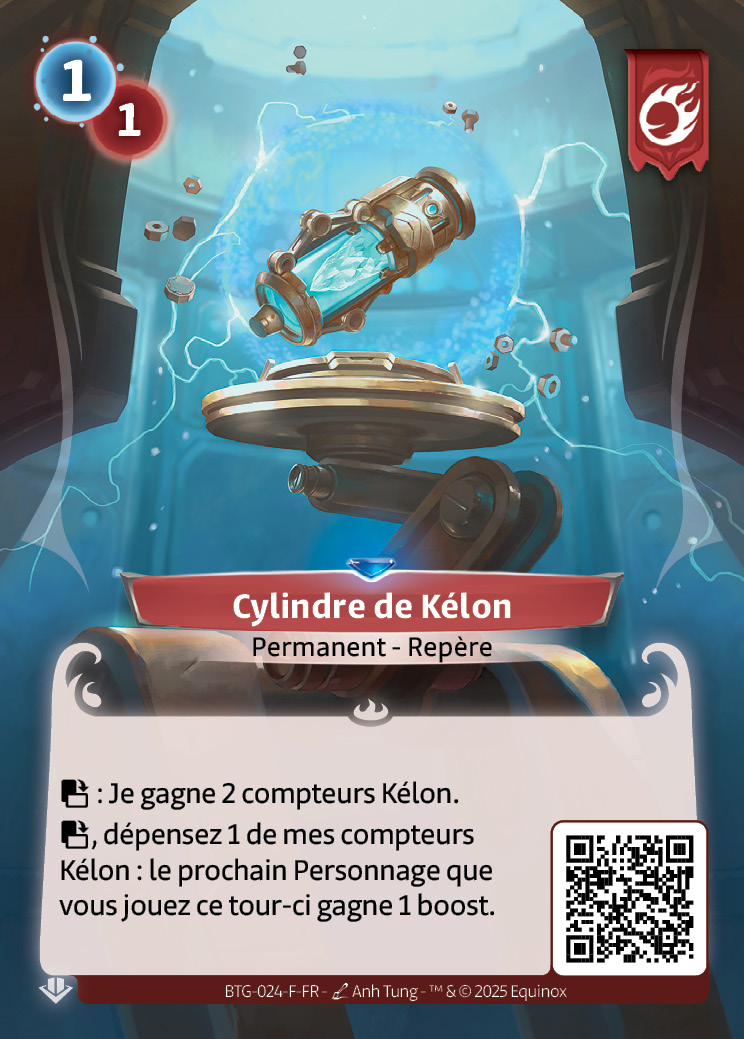 1
1
Cylindre de Kélon
Permanent - Repère
: Je gagne 2 compteurs Kélon.
, dépensez 1 de mes compteurs
Kélon : le prochain Personnage que
vous jouez ce tour-ci gagne 1 boost.
BTG-024-F-FR - Anh Tung - ™ & © 2025 Equinox